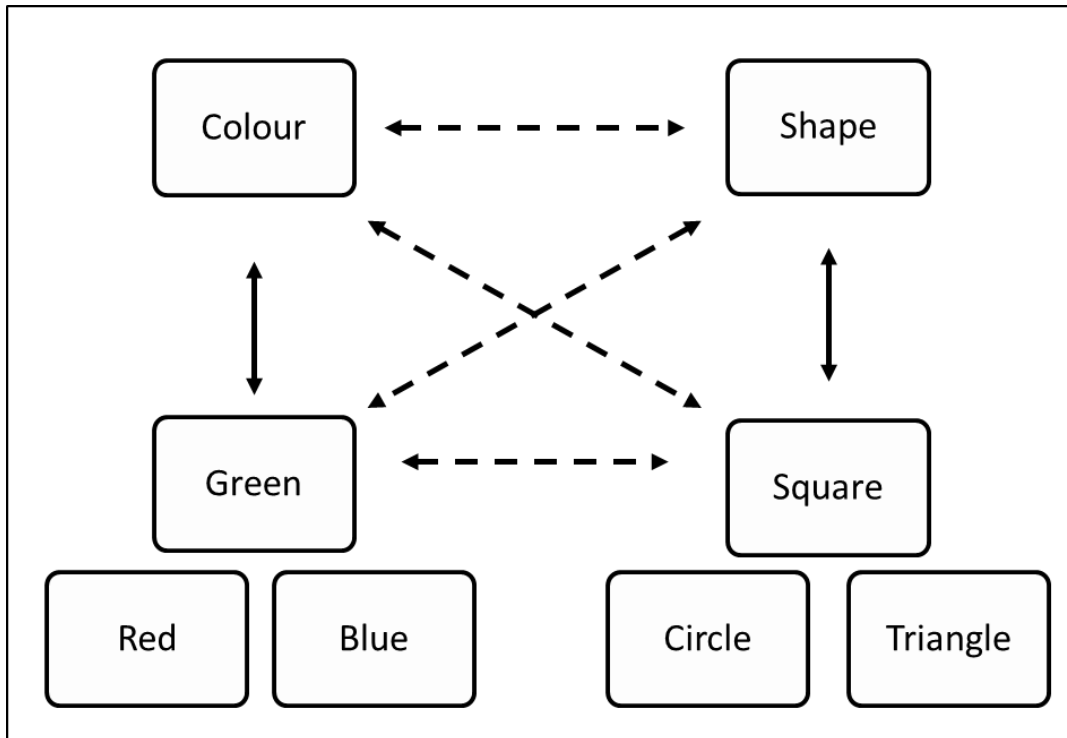 Colour
Shape
Green
Square
Red
Blue
Circle
Triangle